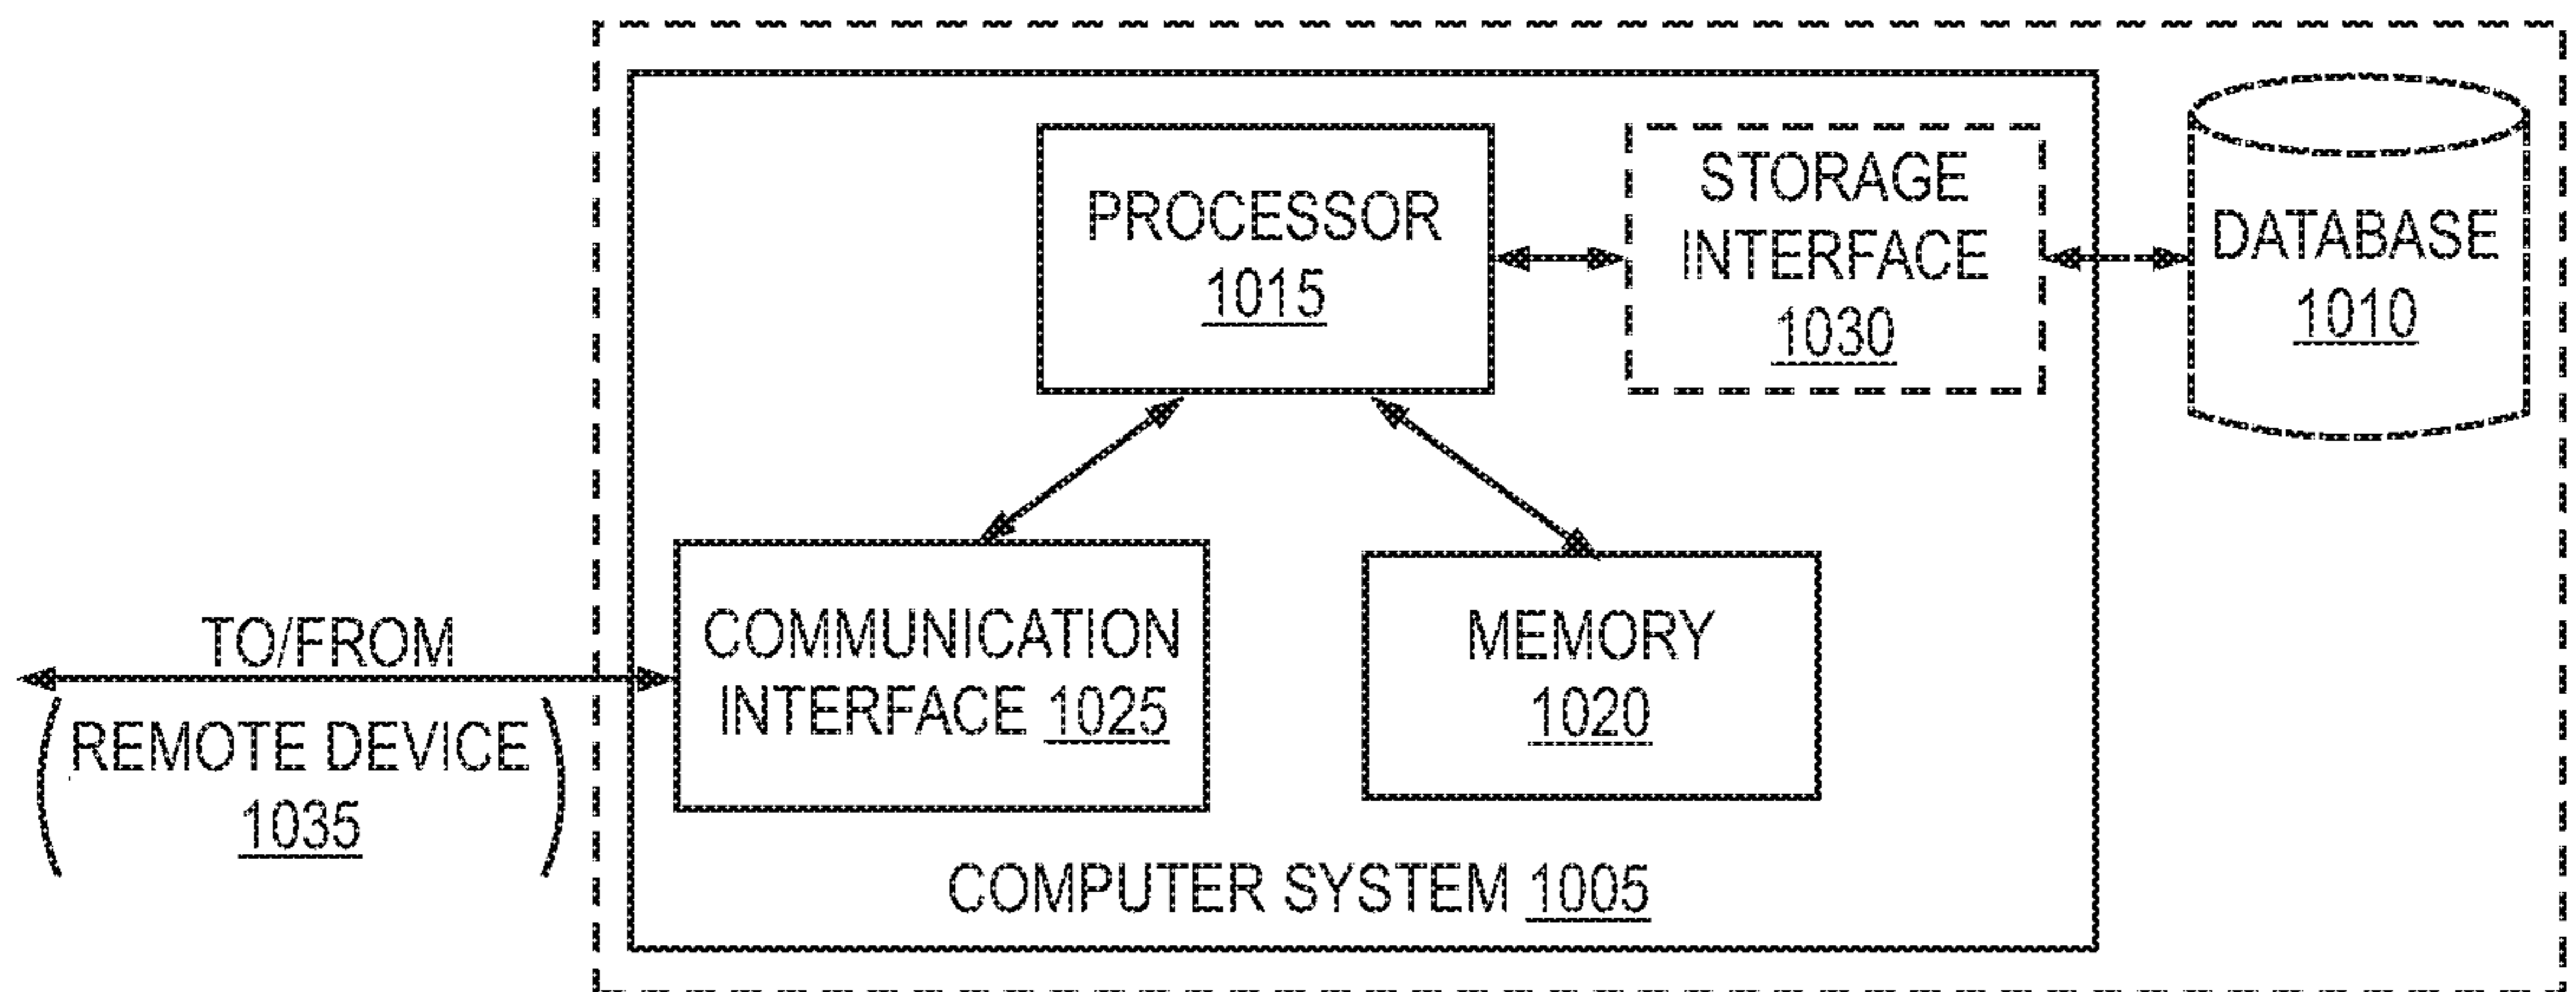 PROCESSOR
1015
STORAGE
INTERFACE
1030
DATABASE
1010
TO/FROM
(REMOTE DEVICE
1035)
COMMUNICATION
INTERFACE 1025
MEMORY
1020
COMPUTER SYSTEM 1005